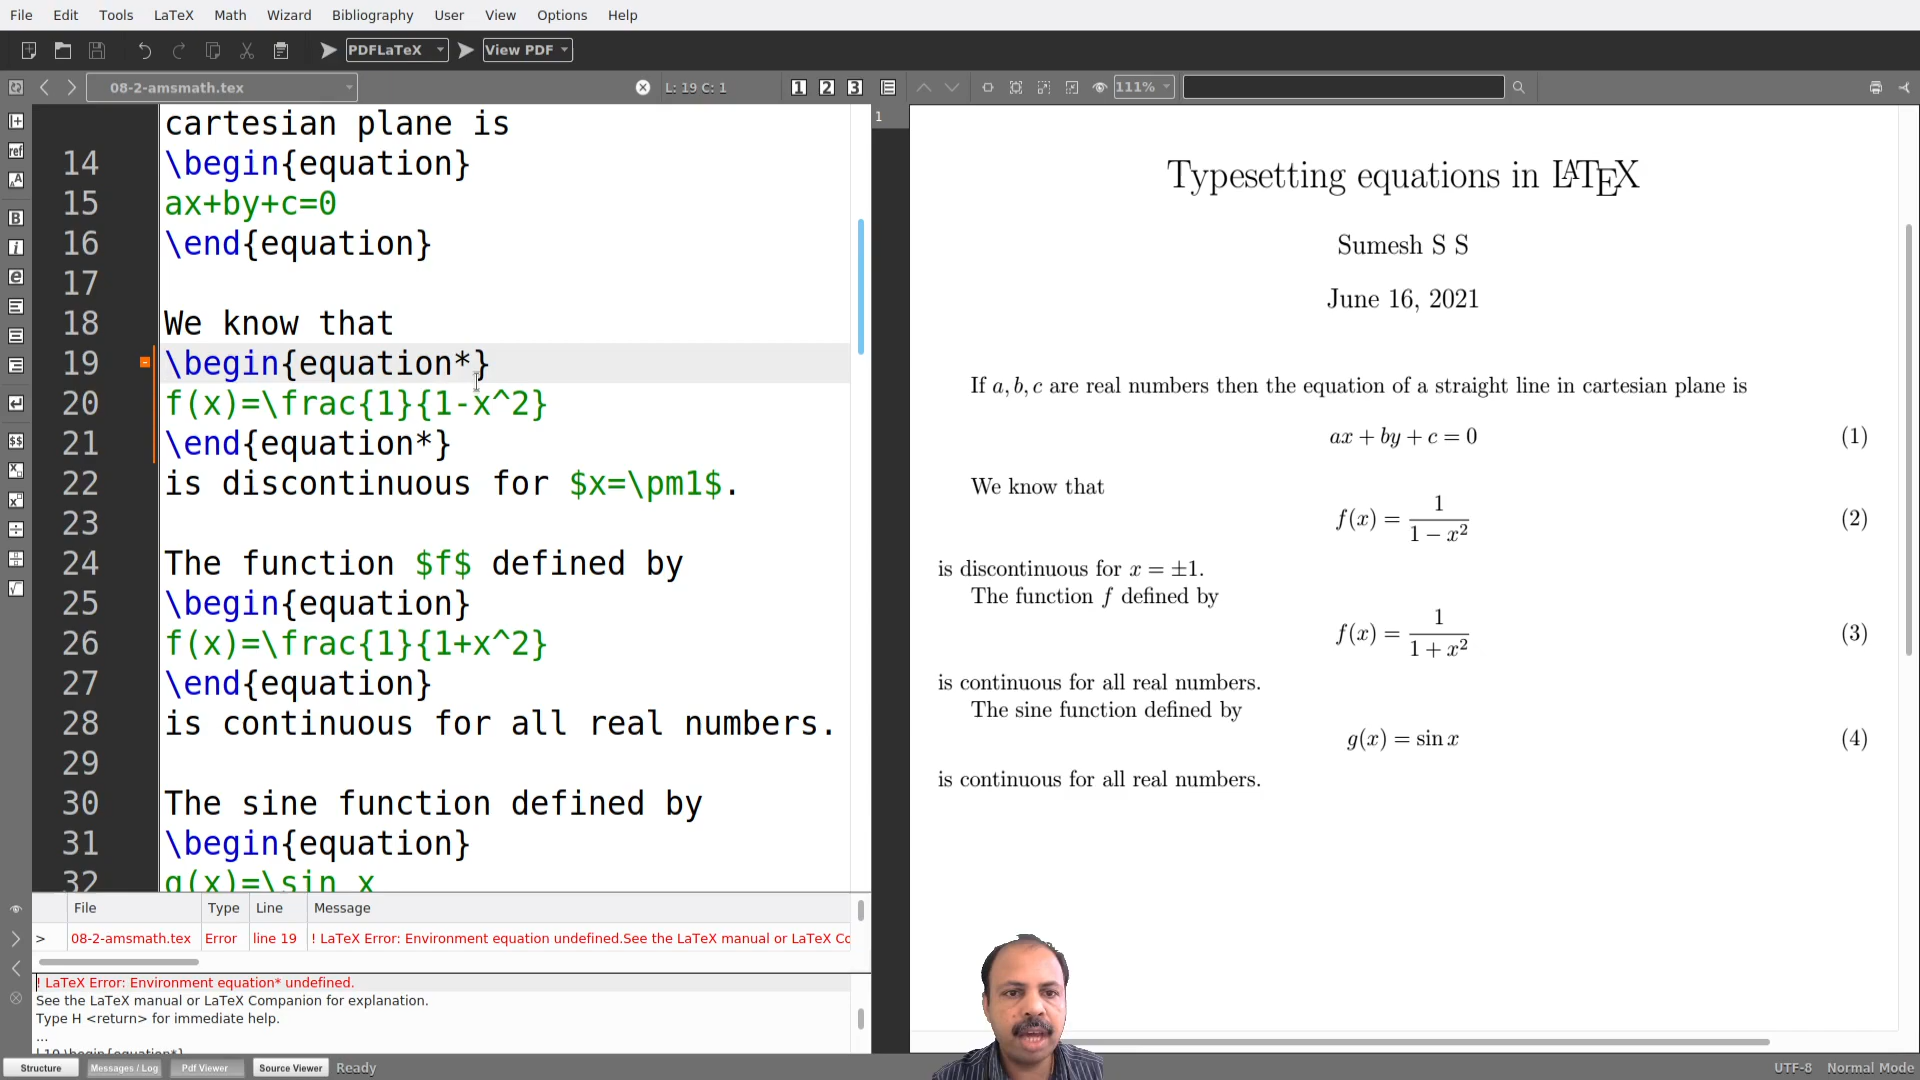 File Edit Tools LaTeX Math Wizard Bibliography User View Options Help
PDFLaTeX View PDF
08-2-amsmath.tex L: 19 C: 1 1 2 3 111%
cartesian plane is
14 \begin{equation}
15 ax+by+c=0
16 \end{equation}
17
18 We know that
19 \begin{equation*}
20 f(x)=\frac{1}{1-x^2}
21 \end{equation*}
22 is discontinuous for $x=\pm1$.
23
24 The function $f$ defined by
25 \begin{equation}
26 f(x)=\frac{1}{1+x^2}
27 \end{equation}
28 is continuous for all real numbers.
29
30 The sine function defined by
31 \begin{equation}
32 g(x)=\sin x
File Type Line Message
> 08-2-amsmath.tex Error line 19 ! LaTeX Error: Environment equation undefined.See the LaTeX manual or LaTeX Co
! LaTeX Error: Environment equation* undefined.
See the LaTeX manual or LaTeX Companion for explanation.
Type H <return> for immediate help.
...
l.19 \begin{equation*}
Structure Messages / Log Pdf Viewer Source Viewer Ready
1
Typesetting equations in LATEX
Sumesh S S
June 16, 2021
If a, b, c are real numbers then the equation of a straight line in cartesian plane is
ax + by + c = 0 (1)
We know that
f(x) = 1/(1 − x²) (2)
is discontinuous for x = ±1.
The function f defined by
f(x) = 1/(1 + x²) (3)
is continuous for all real numbers.
The sine function defined by
g(x) = sin x (4)
is continuous for all real numbers.
UTF-8 Normal Mode
ref
A
B
i
e
$$